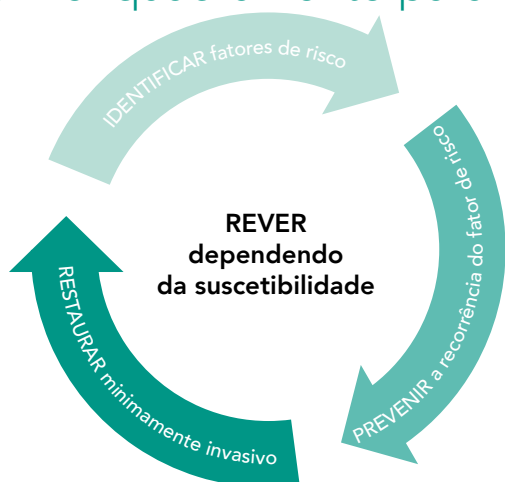 IDENTIFICAR fatores de risco
PREVENIR a recorrência do fator de risco
RESTAURAR minimamente invasivo
REVER
dependendo
da suscetibilidade